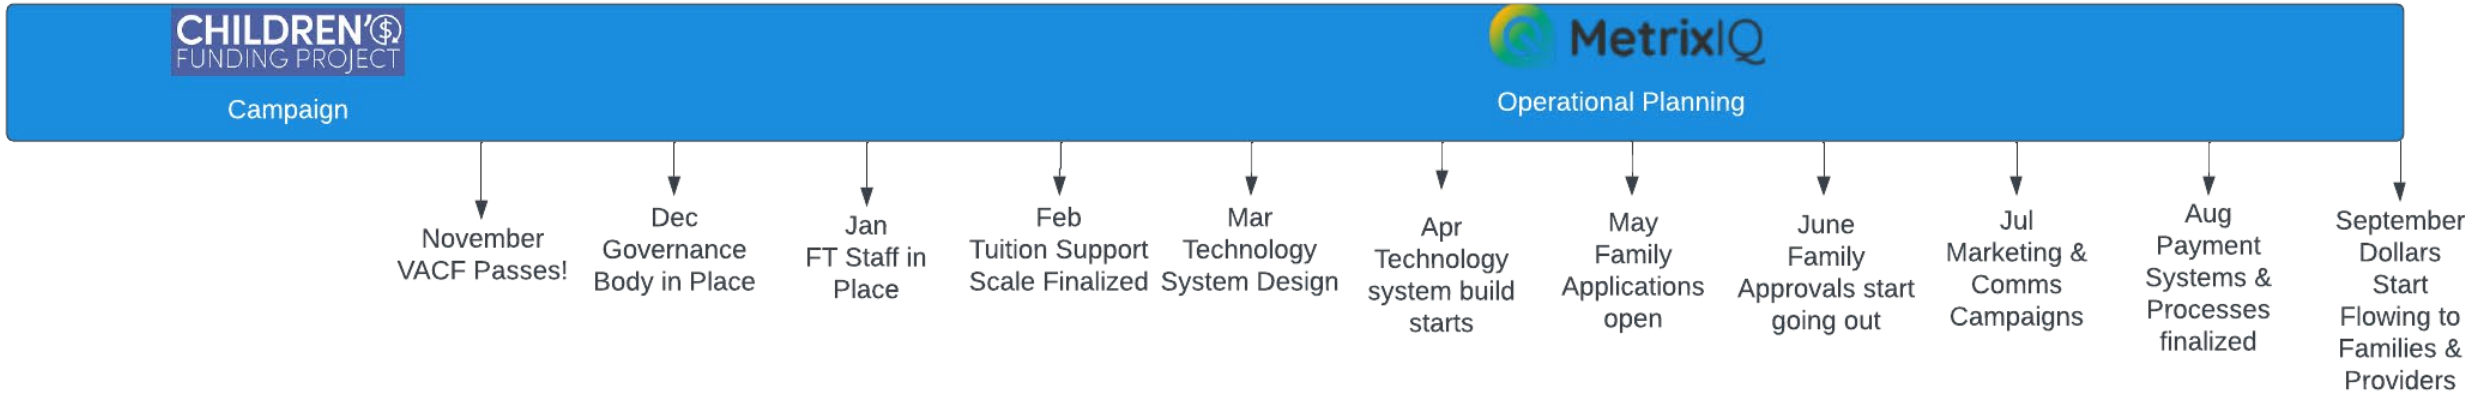 CHILDREN'S
FUNDING PROJECT
Campaign
MetrixIQ
Operational Planning
November
VACF Passes!
Dec
Governance
Body in Place
Jan
FT Staff in
Place
Feb
Tuition Support
Scale Finalized
Mar
Technology
System Design
Apr
Technology
system build
starts
May
Family
Applications
open
June
Family
Approvals start
going out
Jul
Marketing &
Comms
Campaigns
Aug
Payment
Systems &
Processes
finalized
September
Dollars
Start
Flowing to
Families &
Providers